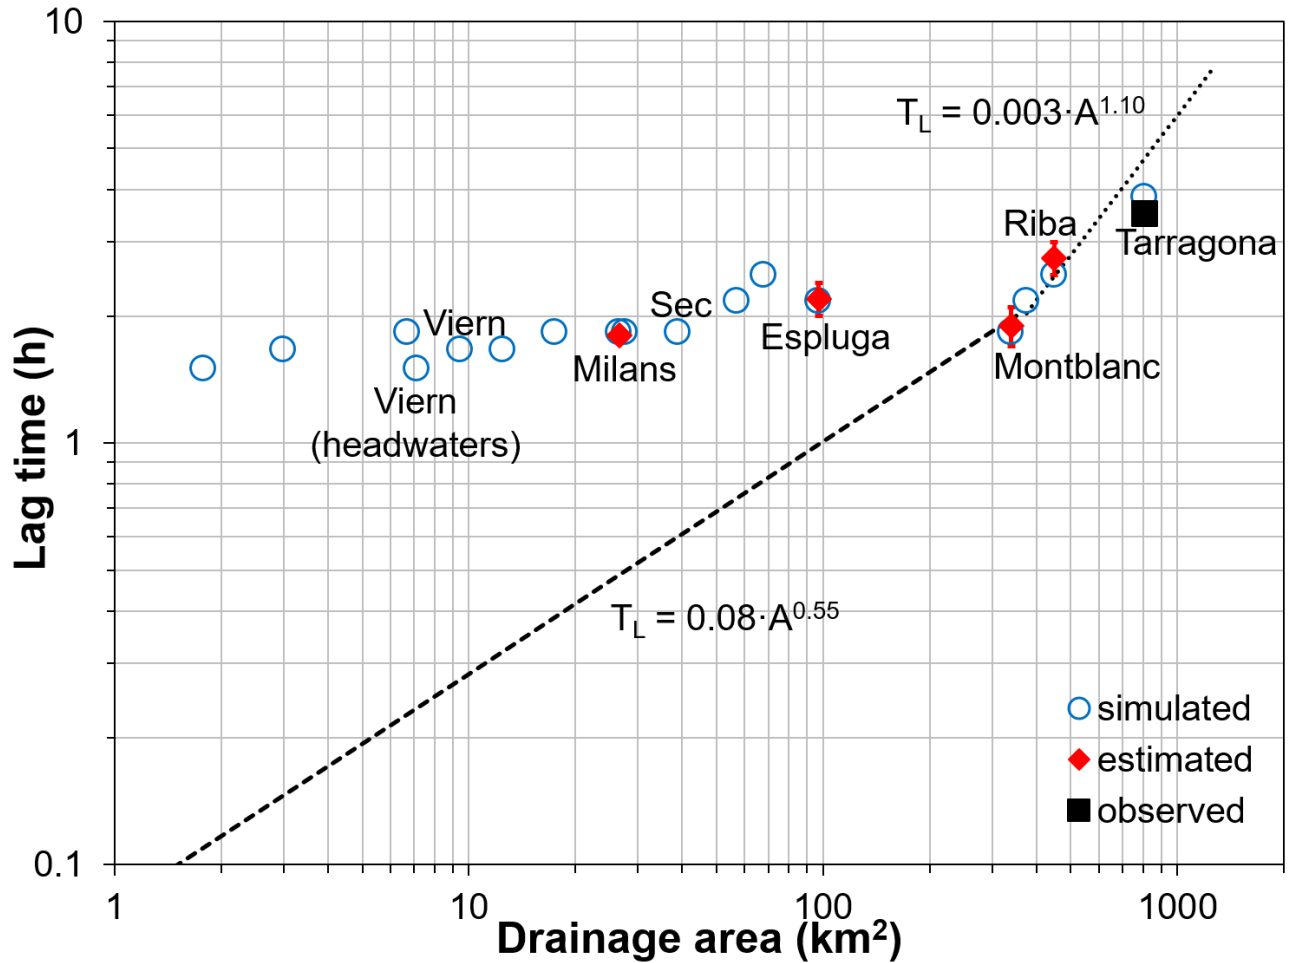 10
T_L = 0.003·A^1.10
Riba
Tarragona
Viern
Sec
Espluga
Milans
Montblanc
Viern
(headwaters)
1
Lag time (h)
T_L = 0.08·A^0.55
simulated
estimated
observed
0.1
1
10
100
1000
Drainage area (km²)